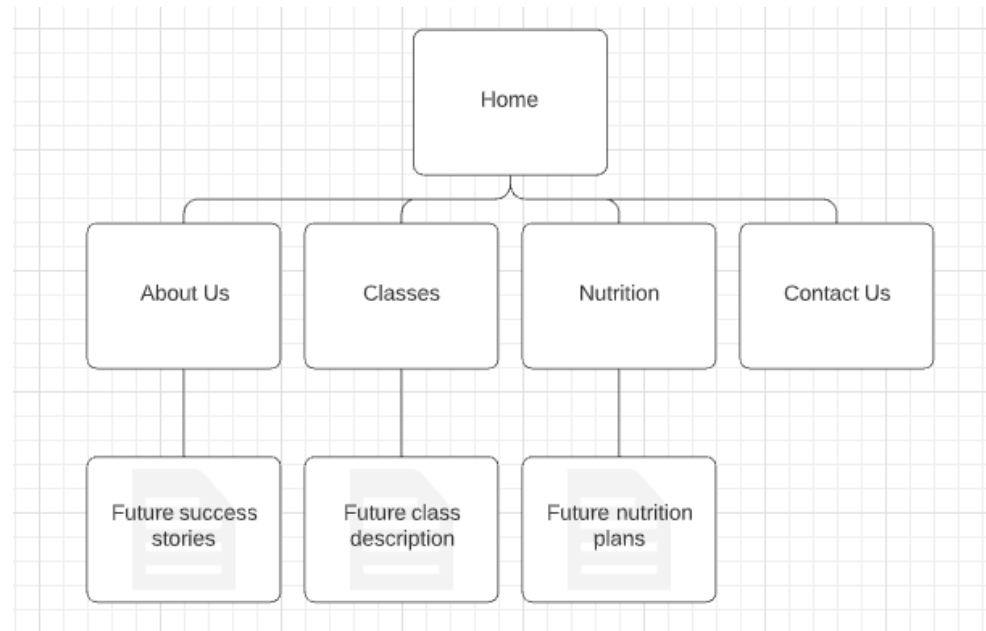 Home
About Us
Classes
Nutrition
Contact Us
Future success
stories
Future class
description
Future nutrition
plans